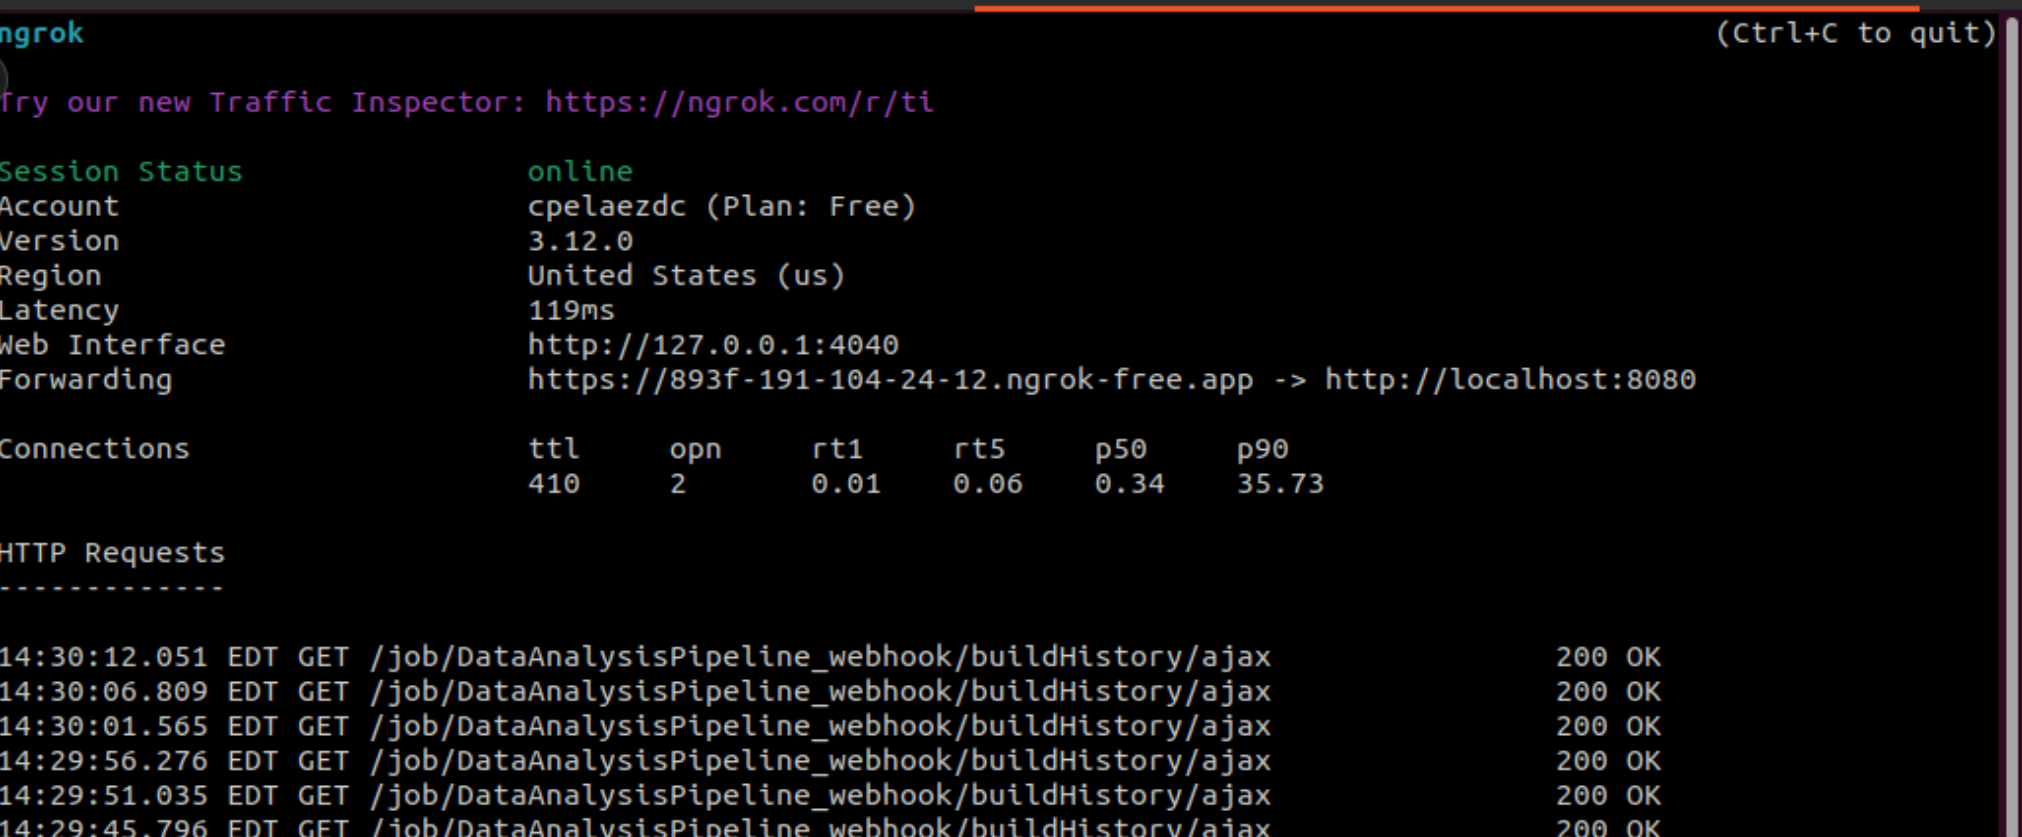 ngrok (Ctrl+C to quit)
Try our new Traffic Inspector: https://ngrok.com/r/ti
Session Status online
Account cpelaezdc (Plan: Free)
Version 3.12.0
Region United States (us)
Latency 119ms
Web Interface http://127.0.0.1:4040
Forwarding https://893f-191-104-24-12.ngrok-free.app -> http://localhost:8080
Connections ttl opn rt1 rt5 p50 p90
410 2 0.01 0.06 0.34 35.73
HTTP Requests
-------------
14:30:12.051 EDT GET /job/DataAnalysisPipeline_webhook/buildHistory/ajax 200 OK
14:30:06.809 EDT GET /job/DataAnalysisPipeline_webhook/buildHistory/ajax 200 OK
14:30:01.565 EDT GET /job/DataAnalysisPipeline_webhook/buildHistory/ajax 200 OK
14:29:56.276 EDT GET /job/DataAnalysisPipeline_webhook/buildHistory/ajax 200 OK
14:29:51.035 EDT GET /job/DataAnalysisPipeline_webhook/buildHistory/ajax 200 OK
14:29:45.796 EDT GET /job/DataAnalysisPipeline_webhook/buildHistory/ajax 200 OK